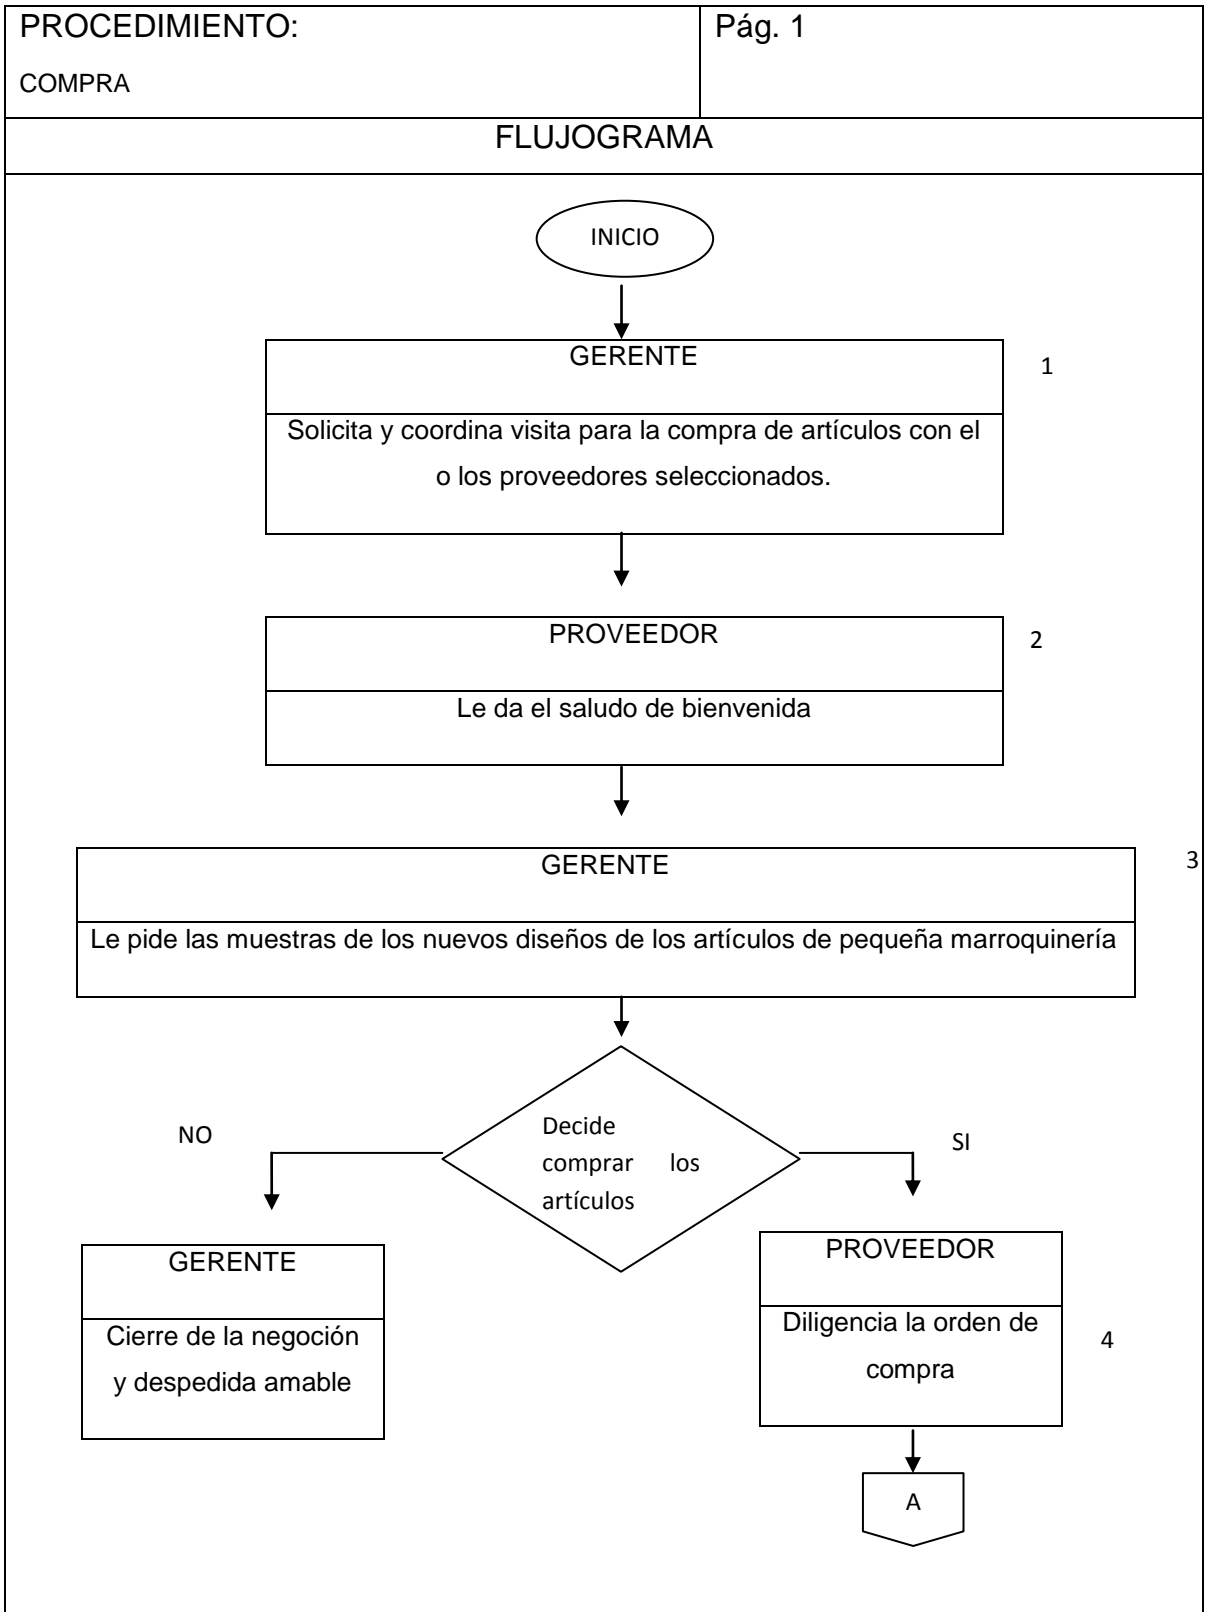 PROCEDIMIENTO:
COMPRA
Pág. 1
FLUJOGRAMA
INICIO
GERENTE
1
Solicita y coordina visita para la compra de artículos con el
o los proveedores seleccionados.
PROVEEDOR
2
Le da el saludo de bienvenida
GERENTE
3
Le pide las muestras de los nuevos diseños de los artículos de pequeña marroquinería
Decide
comprar los
artículos
NO
SI
GERENTE
Cierre de la negoción
y despedida amable
PROVEEDOR
Diligencia la orden de
compra
4
A